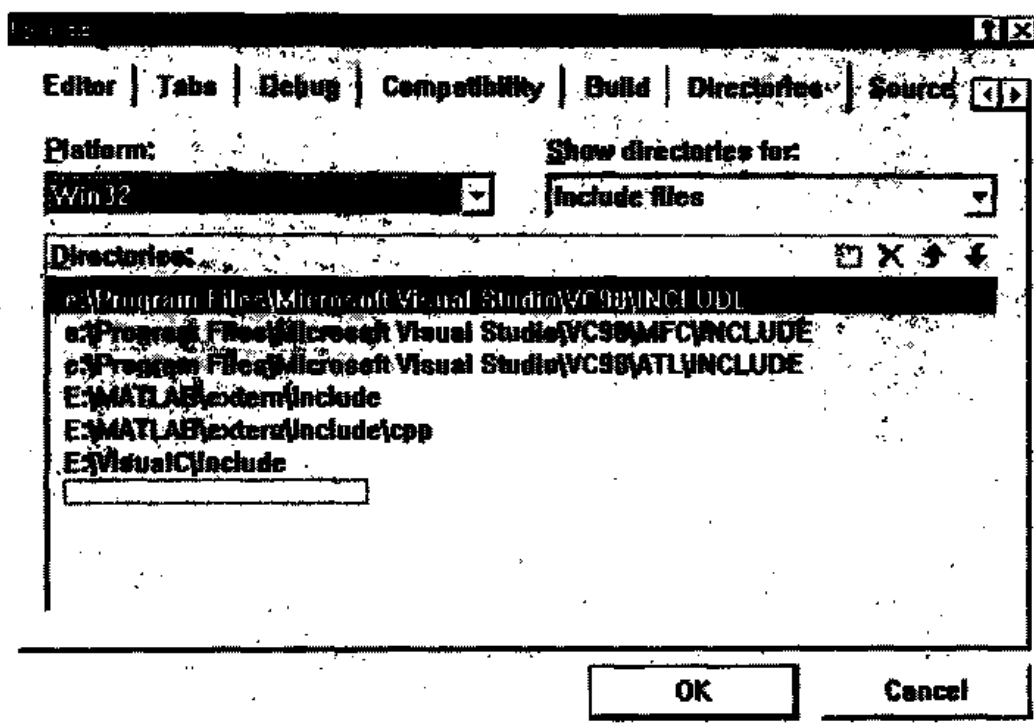 Editor Tabs Debug Compatibility Build Directories Source
Platform: Show directories for:
Win32 Include files
Directories:
c:\Program Files\Microsoft Visual Studio\VC98\INCLUDE
c:\Program Files\Microsoft Visual Studio\VC98\MFC\INCLUDE
c:\Program Files\Microsoft Visual Studio\VC98\ATL\INCLUDE
E:\MATLAB\extern\include
E:\MATLAB\extern\include\cpp
E:\VisualC\Include
OK Cancel